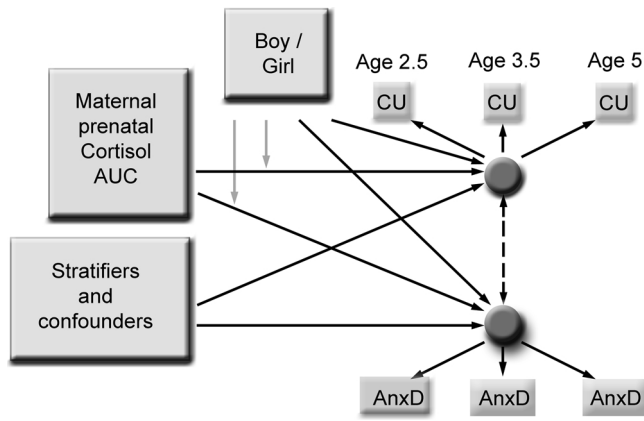 Boy /
Girl
Age 2.5
Age 3.5
Age 5
CU
CU
CU
Maternal
prenatal
Cortisol
AUC
Stratifiers
and
confounders
AnxD
AnxD
AnxD